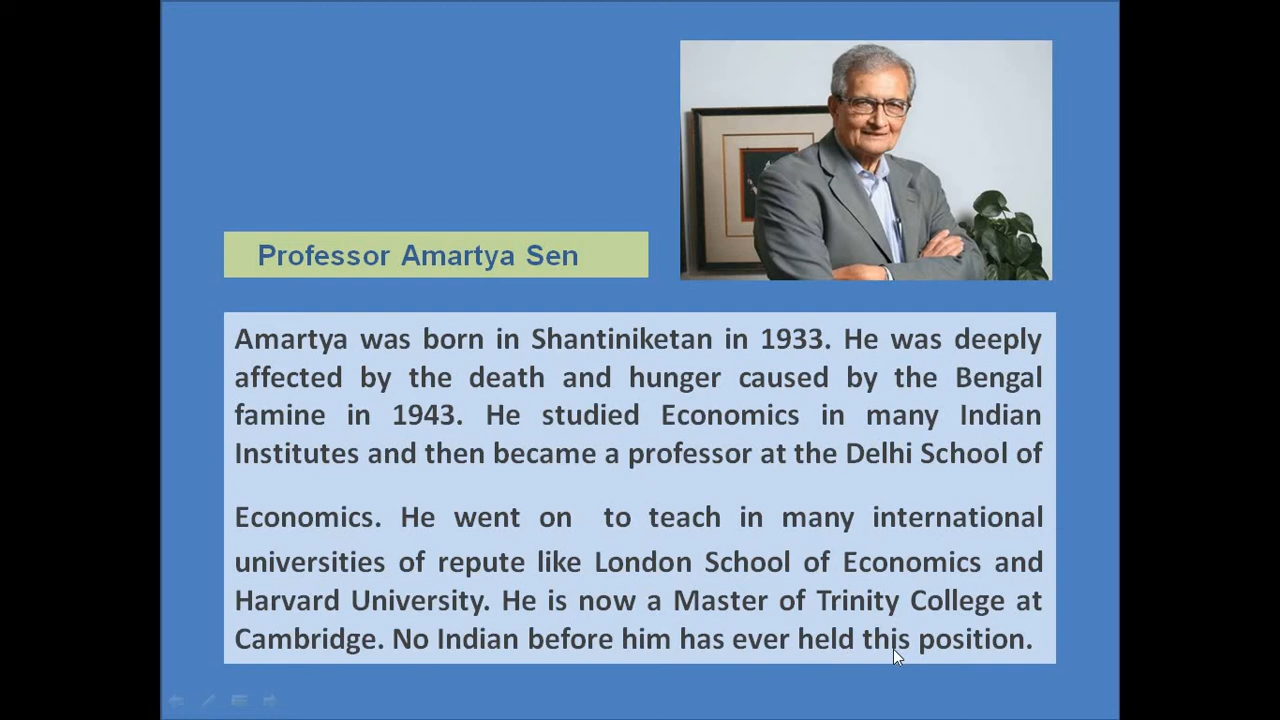 Professor Amartya Sen
Amartya was born in Shantiniketan in 1933. He was deeply
affected by the death and hunger caused by the Bengal
famine in 1943. He studied Economics in many Indian
Institutes and then became a professor at the Delhi School of
Economics. He went on to teach in many international
universities of repute like London School of Economics and
Harvard University. He is now a Master of Trinity College at
Cambridge. No Indian before him has ever held this position.